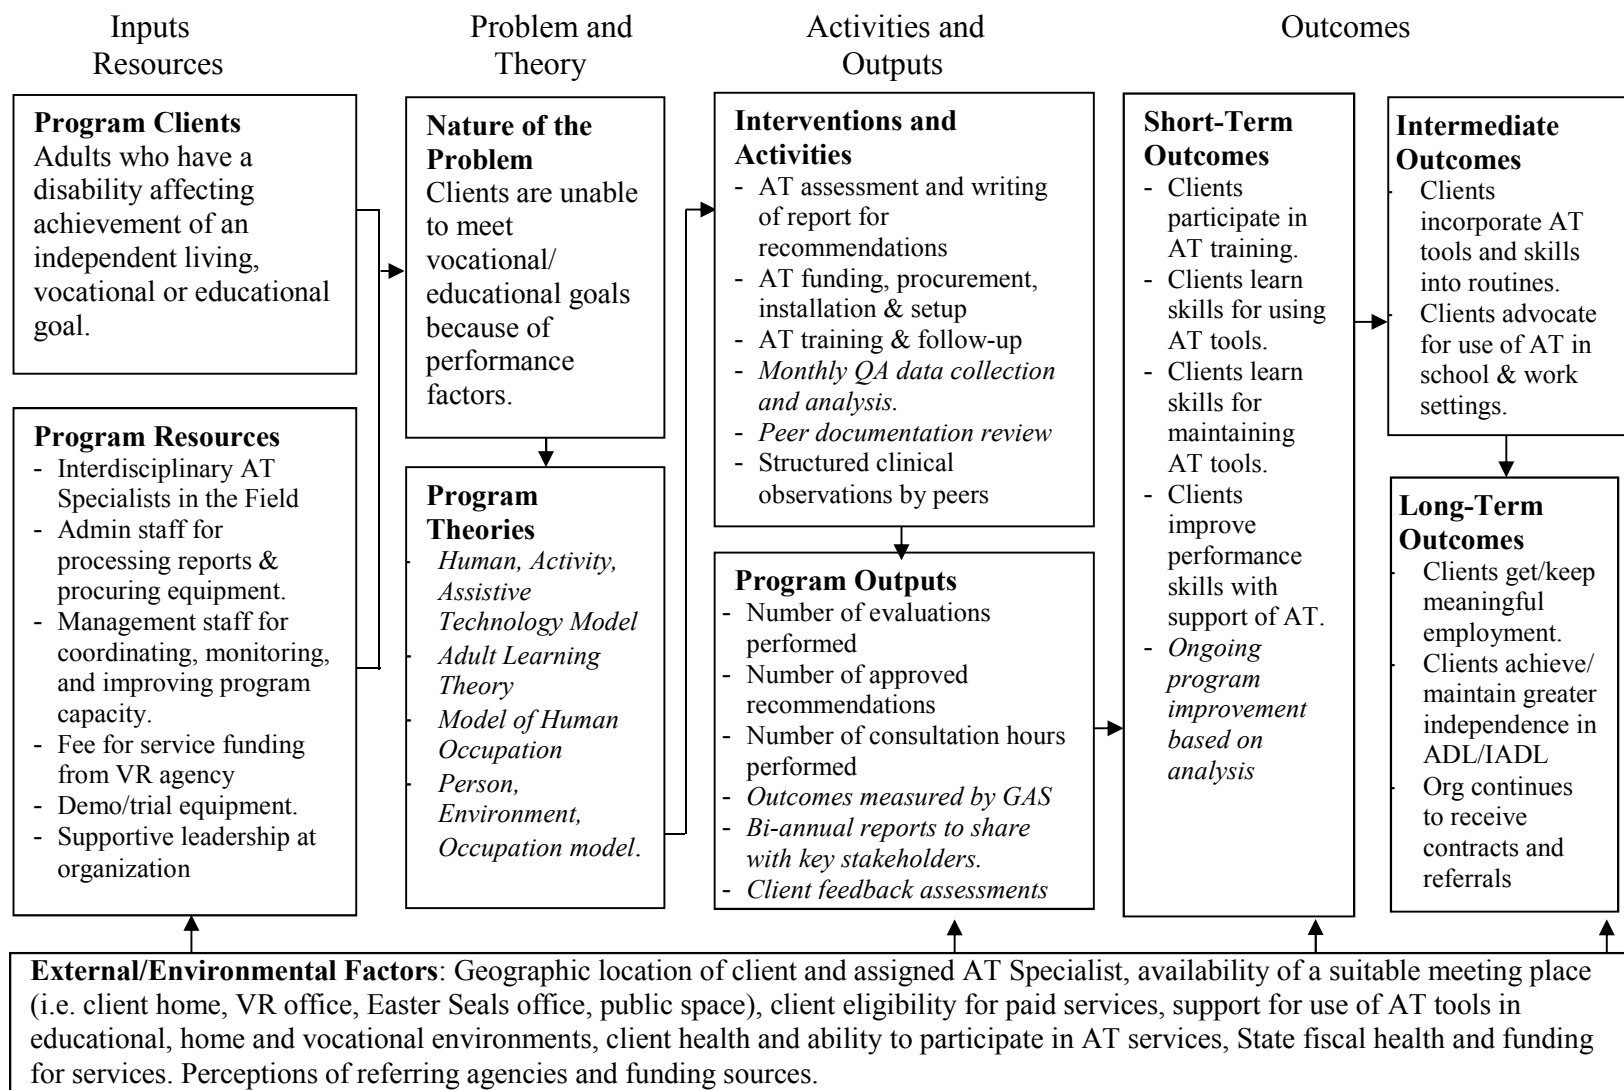 Inputs
Resources
Problem and
Theory
Activities and
Outputs
Outcomes
Program Clients
Adults who have a
disability affecting
achievement of an
independent living,
vocational or educational
goal.
Program Resources
- Interdisciplinary AT
Specialists in the Field
- Admin staff for
processing reports &
procuring equipment.
- Management staff for
coordinating, monitoring,
and improving program
capacity.
- Fee for service funding
from VR agency
- Demo/trial equipment.
- Supportive leadership at
organization
Nature of the
Problem
Clients are unable
to meet
vocational/
educational goals
because of
performance
factors.
Program
Theories
- Human, Activity,
Assistive
Technology Model
- Adult Learning
Theory
- Model of Human
Occupation
- Person,
Environment,
Occupation model.
Interventions and
Activities
- AT assessment and writing
of report for
recommendations
- AT funding, procurement,
installation & setup
- AT training & follow-up
- Monthly QA data collection
and analysis.
- Peer documentation review
- Structured clinical
observations by peers
Program Outputs
- Number of evaluations
performed
- Number of approved
recommendations
- Number of consultation hours
performed
- Outcomes measured by GAS
- Bi-annual reports to share
with key stakeholders.
- Client feedback assessments
Short-Term
Outcomes
- Clients
participate in
AT training.
- Clients learn
skills for using
AT tools.
- Clients learn
skills for
maintaining
AT tools.
- Clients
improve
performance
skills with
support of AT.
- Ongoing
program
improvement
based on
analysis
Intermediate
Outcomes
- Clients
incorporate AT
tools and skills
into routines.
- Clients advocate
for use of AT in
school & work
settings.
Long-Term
Outcomes
- Clients get/keep
meaningful
employment.
- Clients achieve/
maintain greater
independence in
ADL/IADL
- Org continues
to receive
contracts and
referrals
External/Environmental Factors: Geographic location of client and assigned AT Specialist, availability of a suitable meeting place
(i.e. client home, VR office, Easter Seals office, public space), client eligibility for paid services, support for use of AT tools in
educational, home and vocational environments, client health and ability to participate in AT services, State fiscal health and funding
for services. Perceptions of referring agencies and funding sources.